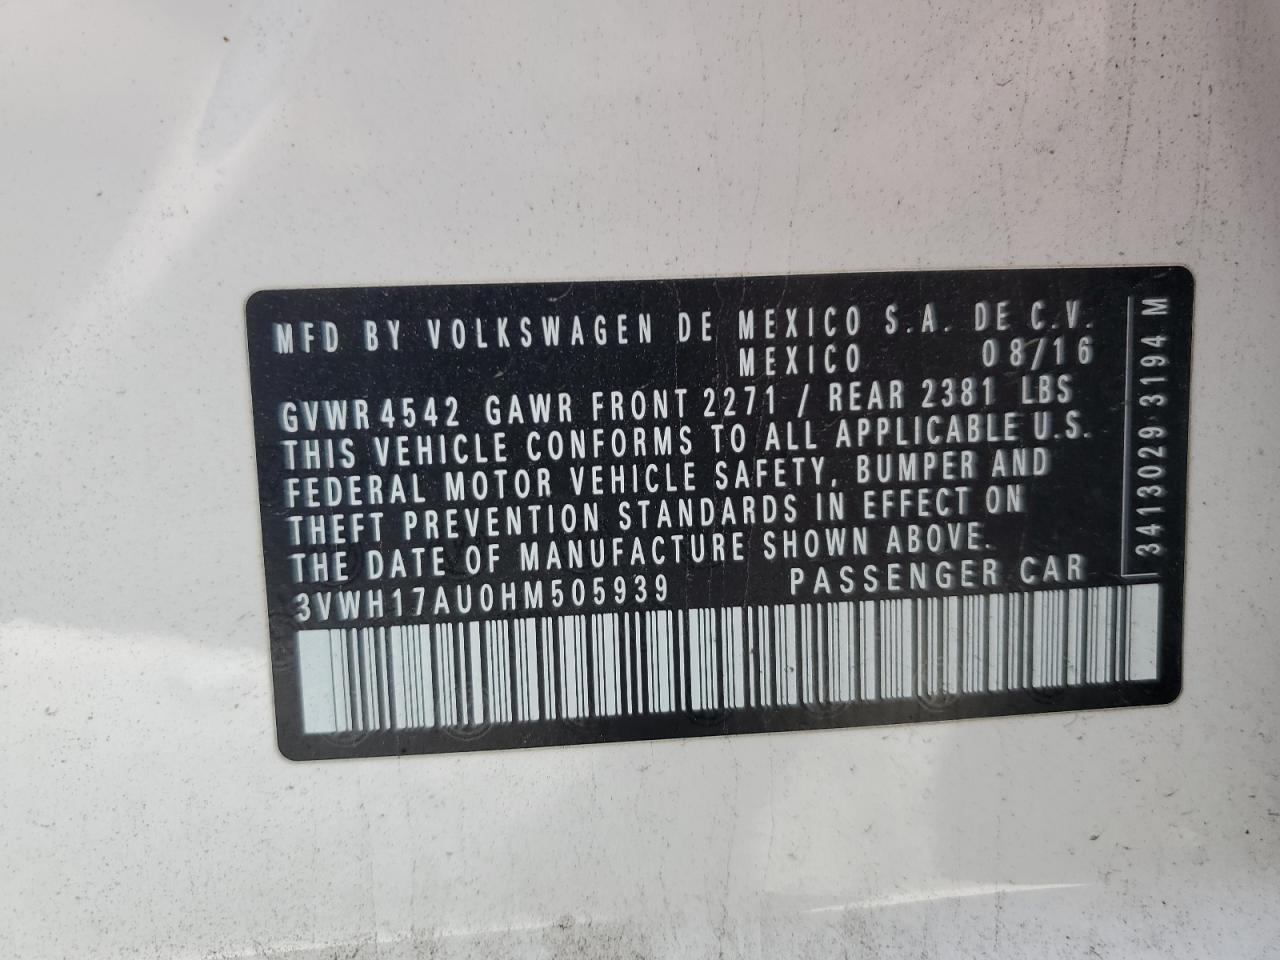 MFD BY VOLKSWAGEN DE MEXICO S.A. DE C.V.
MEXICO 08/16
GVWR 4542 GAWR FRONT 2271 / REAR 2381 LBS
THIS VEHICLE CONFORMS TO ALL APPLICABLE U.S.
FEDERAL MOTOR VEHICLE SAFETY, BUMPER AND
THEFT PREVENTION STANDARDS IN EFFECT ON
THE DATE OF MANUFACTURE SHOWN ABOVE.
3VWH17AU0HM505939 PASSENGER CAR
3413029 3194 M